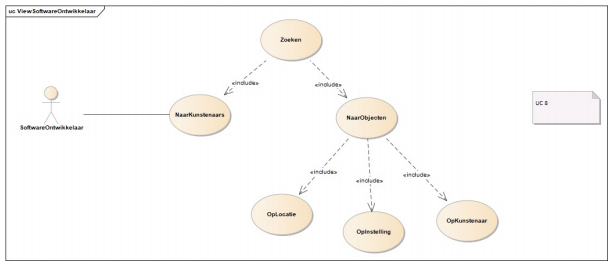 uc ViewSoftwareOntwikkelaar
Zoeken
«include»
«include»
UC 8
NaarKunstenaars
NaarObjecten
SoftwareOntwikkelaar
«include»
«include»
«include»
OpLocatie
OpInstelling
OpKunstenaar